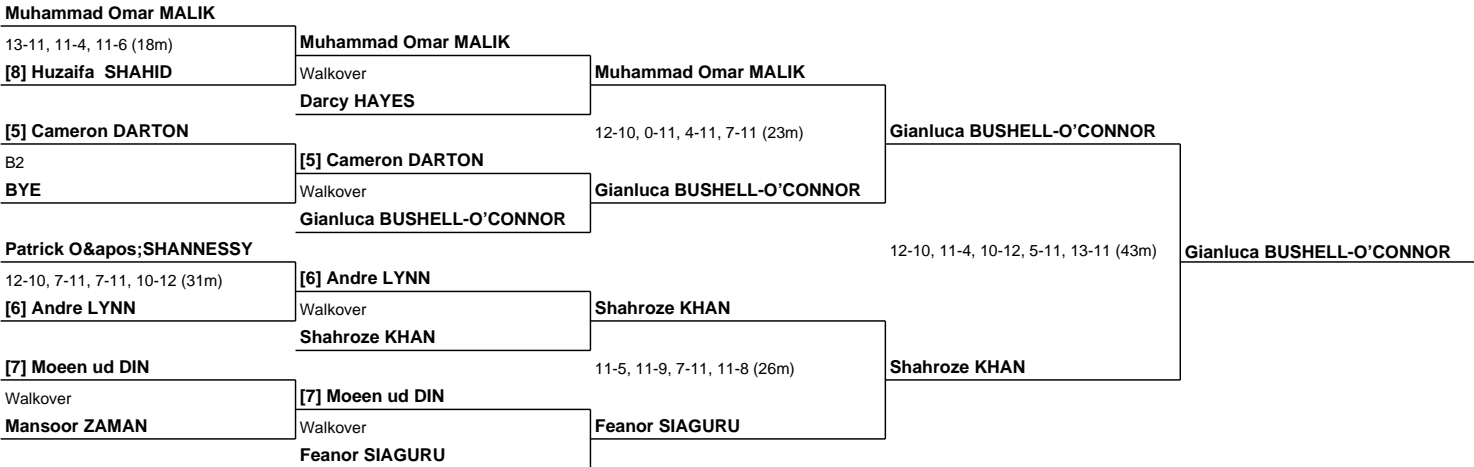 Muhammad Omar MALIK
13-11, 11-4, 11-6 (18m)
[8] Huzaifa  SHAHID
[5] Cameron DARTON
B2
BYE
Patrick O&apos;SHANNESSY
12-10, 7-11, 7-11, 10-12 (31m)
[6] Andre LYNN
[7] Moeen ud DIN
Walkover
Mansoor ZAMAN
Muhammad Omar MALIK
Walkover
Darcy HAYES
[5] Cameron DARTON
Walkover
Gianluca BUSHELL-O’CONNOR
[6] Andre LYNN
Walkover
Shahroze KHAN
[7] Moeen ud DIN
Walkover
Feanor SIAGURU
Muhammad Omar MALIK
12-10, 0-11, 4-11, 7-11 (23m)
Gianluca BUSHELL-O’CONNOR
Shahroze KHAN
11-5, 11-9, 7-11, 11-8 (26m)
Feanor SIAGURU
Gianluca BUSHELL-O’CONNOR
12-10, 11-4, 10-12, 5-11, 13-11 (43m)
Shahroze KHAN
Gianluca BUSHELL-O’CONNOR